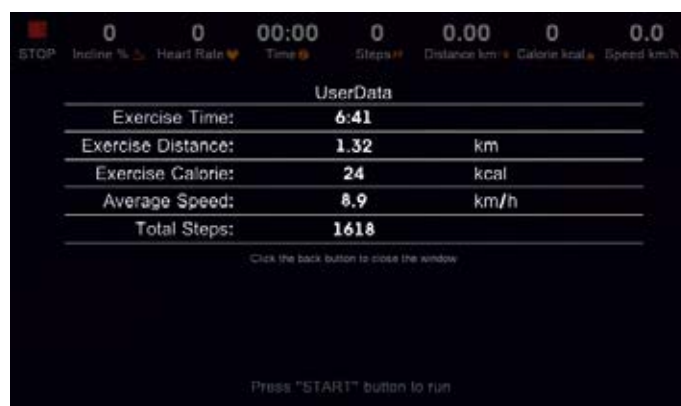 0 0 00:00 0 0.00 0 0.0
STOP Incline % Heart Rate Time Steps Distance km Calorie kcal Speed km/h
UserData
Exercise Time: 6:41
Exercise Distance: 1.32 km
Exercise Calorie: 24 kcal
Average Speed: 8.9 km/h
Total Steps: 1618
Click the back button to close the window
Press "START" button to run